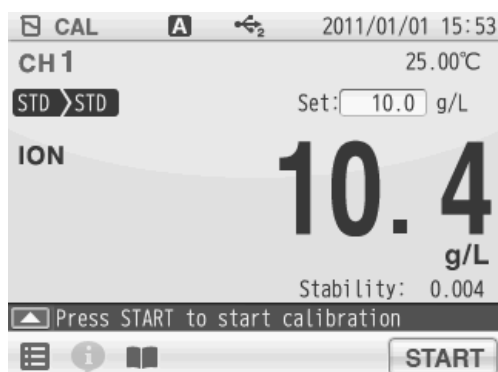 CAL A 2 2011/01/01 15:53
CH1 25.00℃
STD STD Set: 10.0 g/L
ION 10.4
g/L
Stability: 0.004
Press START to start calibration
START